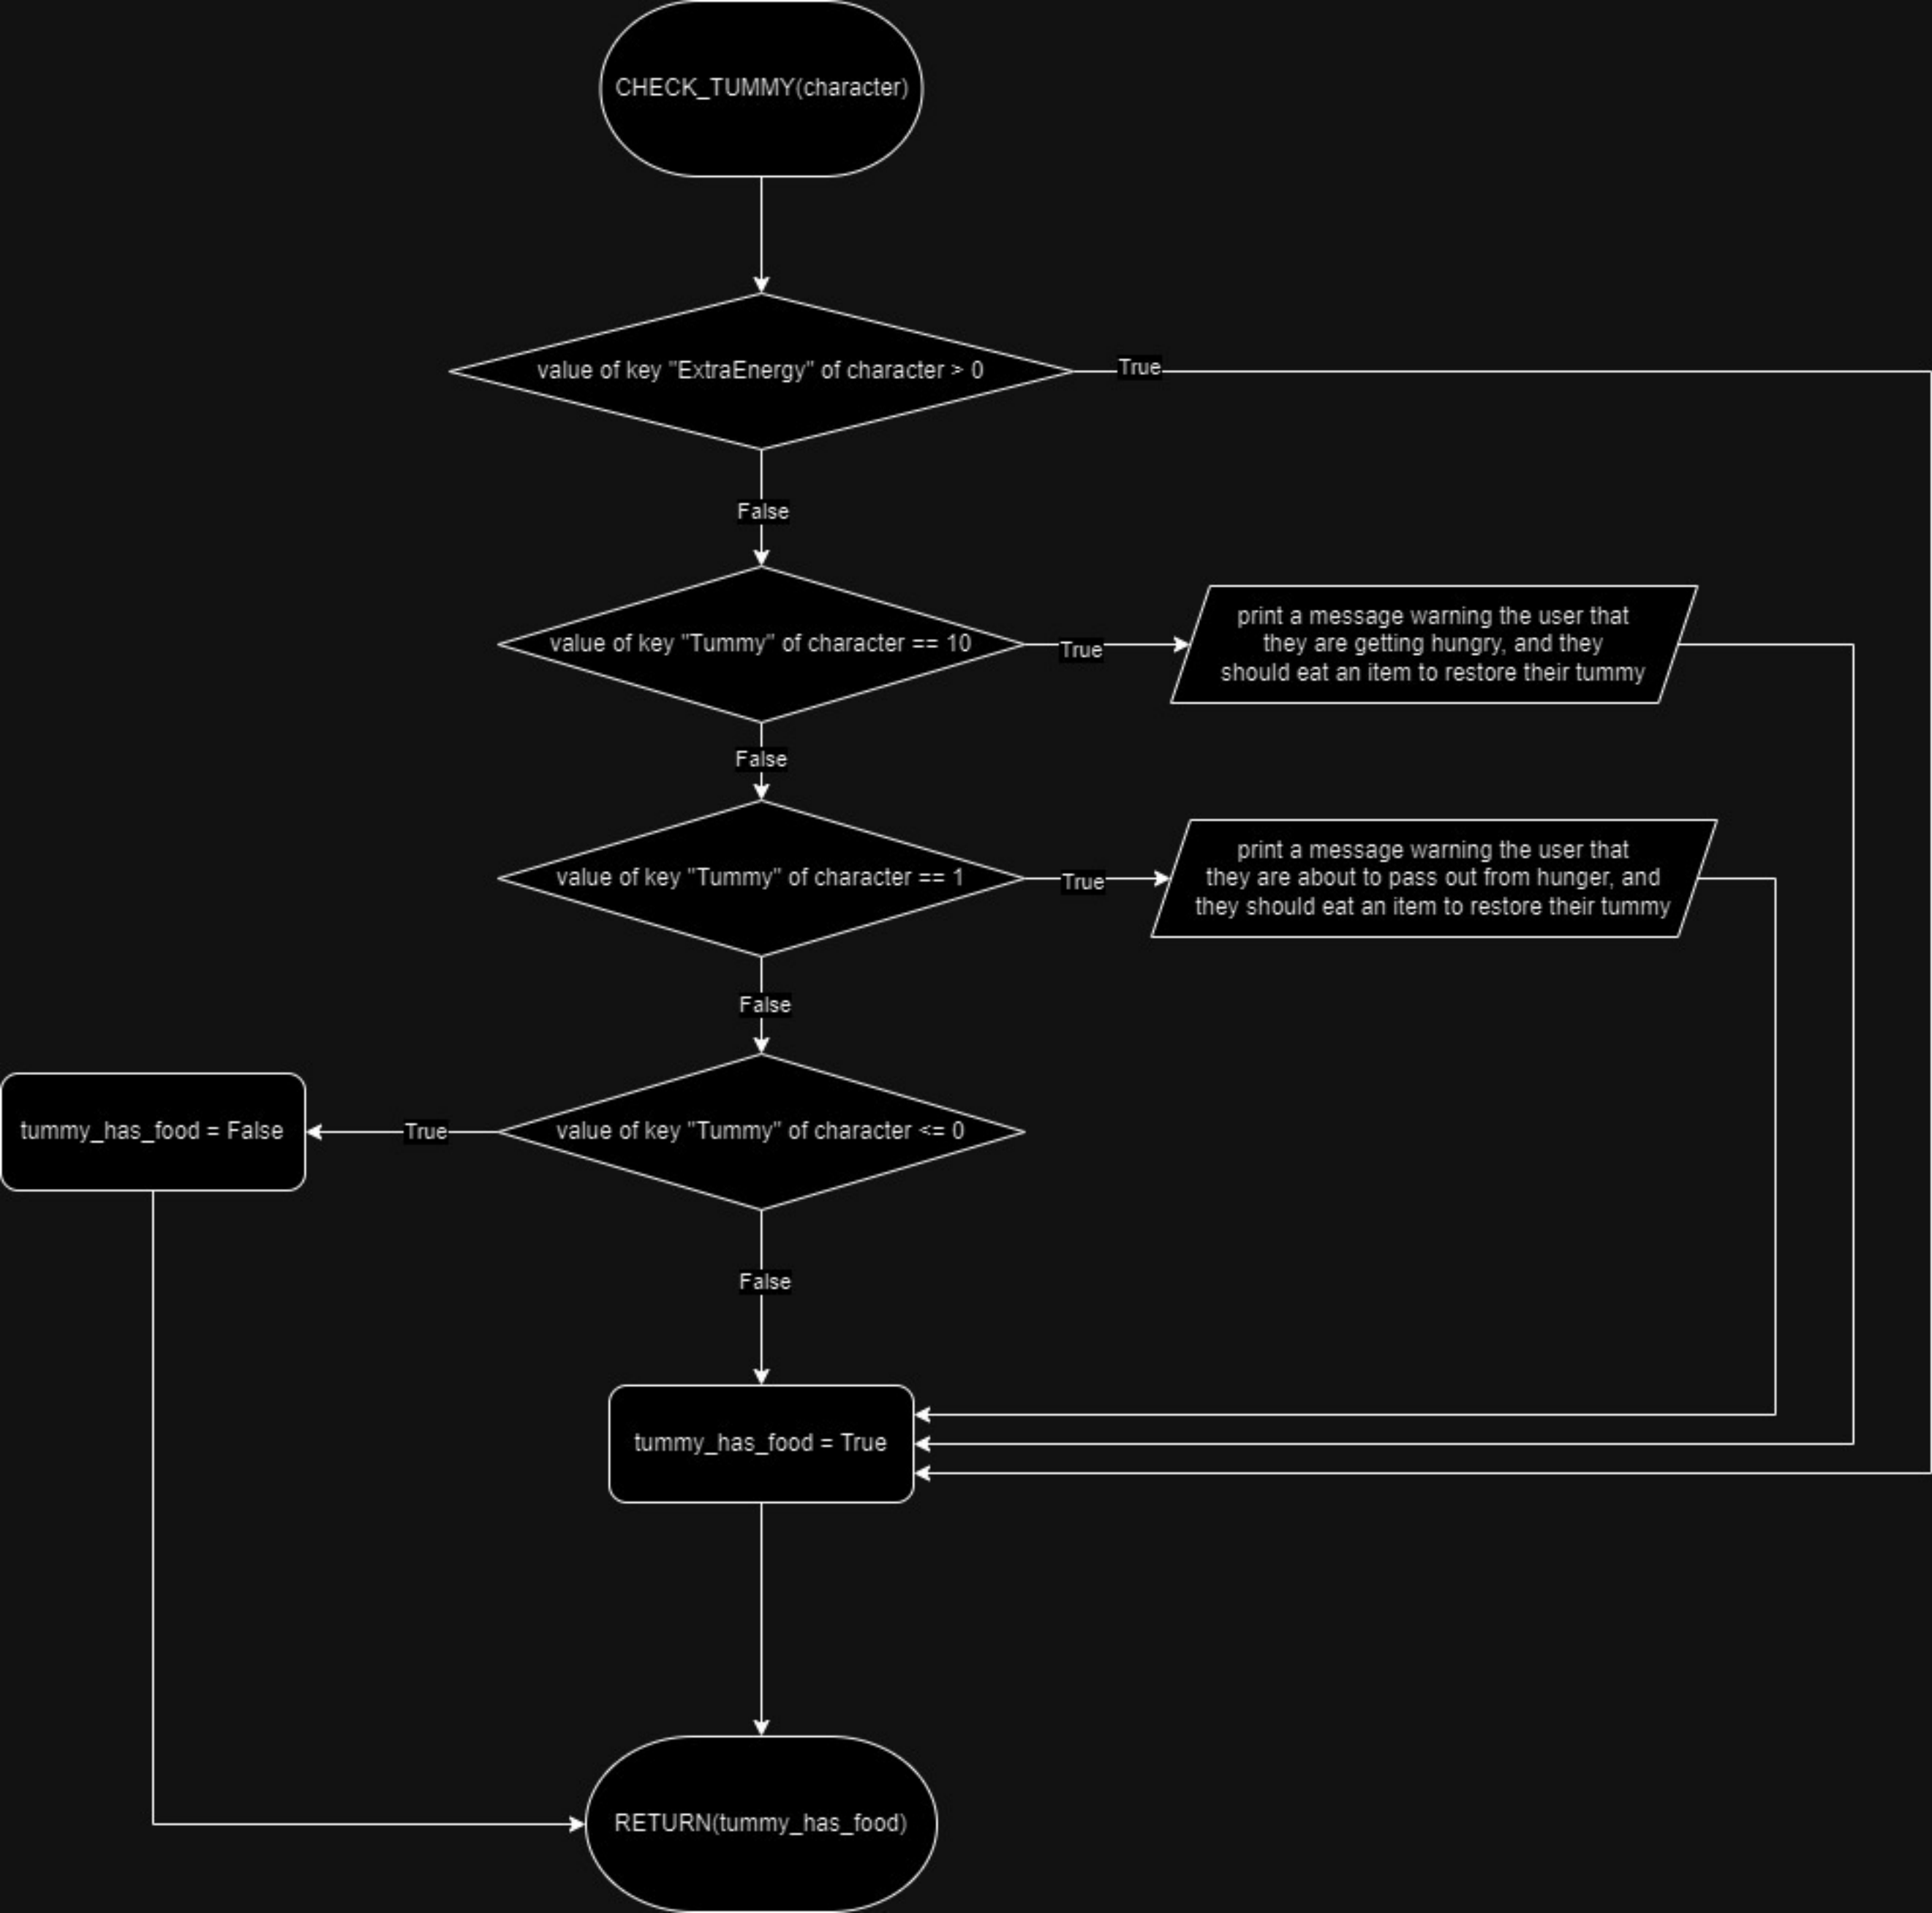 CHECK_TUMMY(character)
value of key "ExtraEnergy" of character > 0
True
False
value of key "Tummy" of character == 10
True
print a message warning the user that
they are getting hungry, and they
should eat an item to restore their tummy
False
value of key "Tummy" of character == 1
True
print a message warning the user that
they are about to pass out from hunger, and
they should eat an item to restore their tummy
False
tummy_has_food = False
True
value of key "Tummy" of character <= 0
False
tummy_has_food = True
RETURN(tummy_has_food)